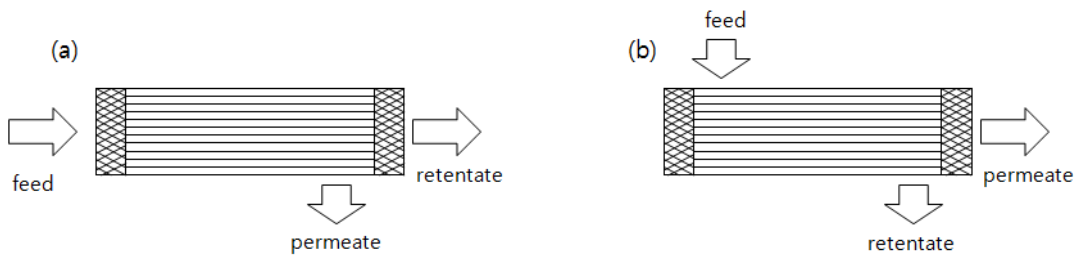 (a)
feed
retentate
permeate
(b)
feed
permeate
retentate